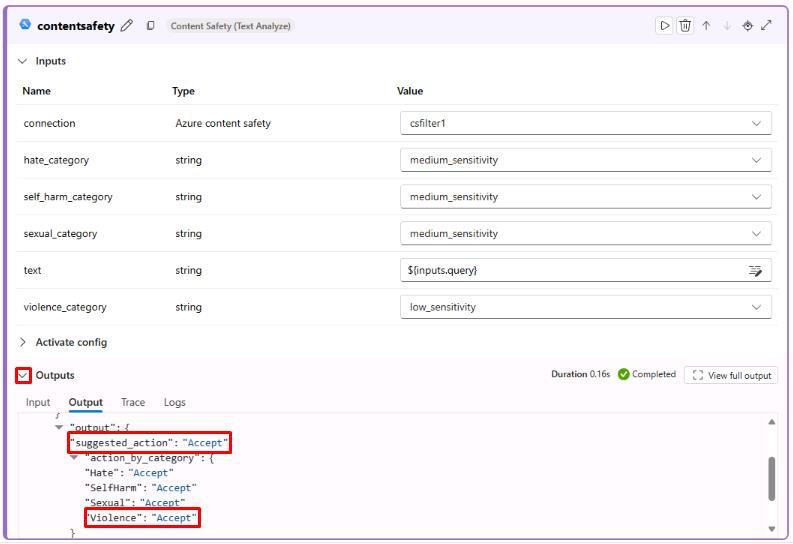 contentsafety Content Safety (Text Analyze)
Inputs
Name Type Value
connection Azure content safety csfilter1
hate_category string medium_sensitivity
self_harm_category string medium_sensitivity
sexual_category string medium_sensitivity
text string ${inputs.query}
violence_category string low_sensitivity
Activate config
Outputs Duration 0.16s Completed View full output
Input Output Trace Logs
}
"output": {
"suggested_action": "Accept"
"action_by_category": {
"Hate": "Accept"
"SelfHarm": "Accept"
"Sexual": "Accept"
"Violence": "Accept"
}